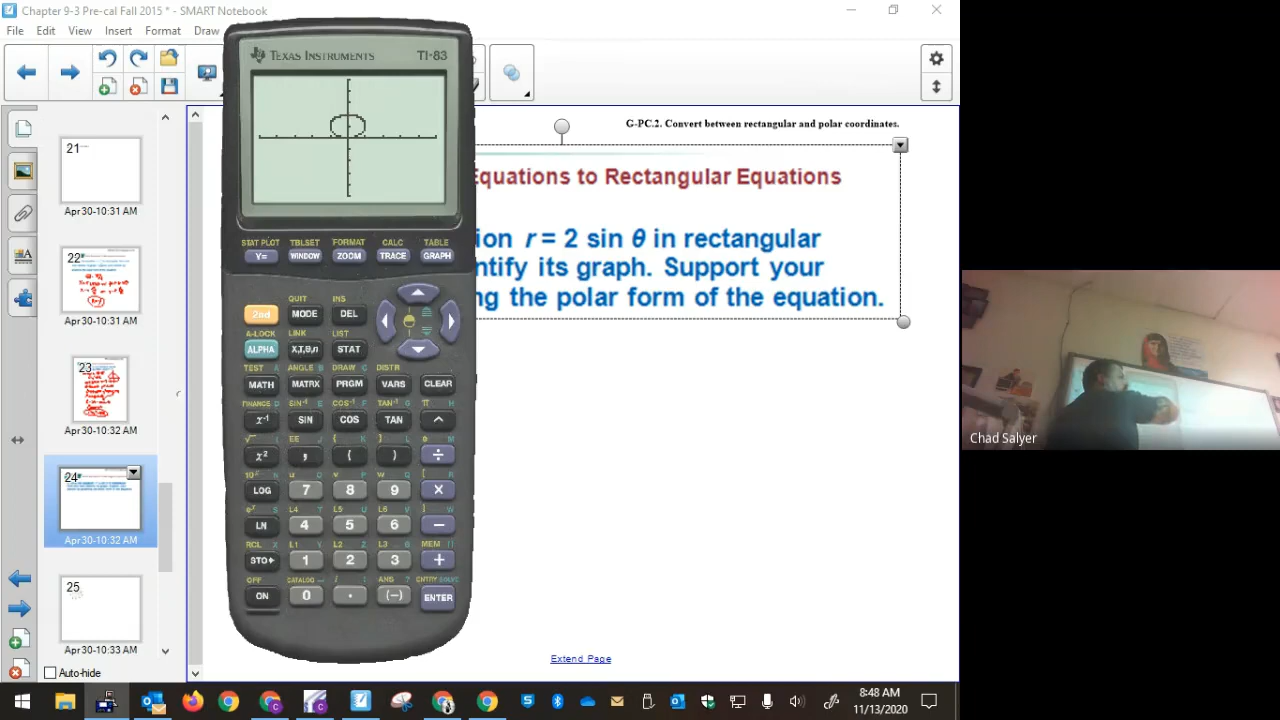 Chapter 9-3 Pre-cal Fall 2015 * - SMART Notebook
File Edit View Insert Format Draw
TEXAS INSTRUMENTS TI-83
G-PC.2. Convert between rectangular and polar coordinates.
Equations to Rectangular Equations
ion r = 2 sin θ in rectangular
ntify its graph. Support your
ng the polar form of the equation.
21
Apr 30-10:31 AM
22
Apr 30-10:31 AM
23
Apr 30-10:32 AM
24
Apr 30-10:32 AM
25
Apr 30-10:33 AM
Auto-hide
STAT PLOT TBLSET FORMAT CALC TABLE
Y= WINDOW ZOOM TRACE GRAPH
QUIT INS
2nd MODE DEL
A-LOCK LINK LIST
ALPHA X,T,θ,n STAT
TEST A ANGLE B DRAW C DISTR
MATH MATRX PRGM VARS CLEAR
FINANCE D SIN⁻¹ E COS⁻¹ F TAN⁻¹ G π H
x⁻¹ SIN COS TAN ^
√ I EE J { K } L e M
x² , ( ) ÷
10ˣ N u O v P w Q [ R
LOG 7 8 9 ×
eˣ S L4 T L5 U L6 V ] W
LN 4 5 6 −
RCL X L1 Y L2 Z L3 θ MEM "
STO▸ 1 2 3 +
OFF CATALOG i : ANS ? ENTRY SOLVE
ON 0 . (−) ENTER
Extend Page
Chad Salyer
8:48 AM
11/13/2020